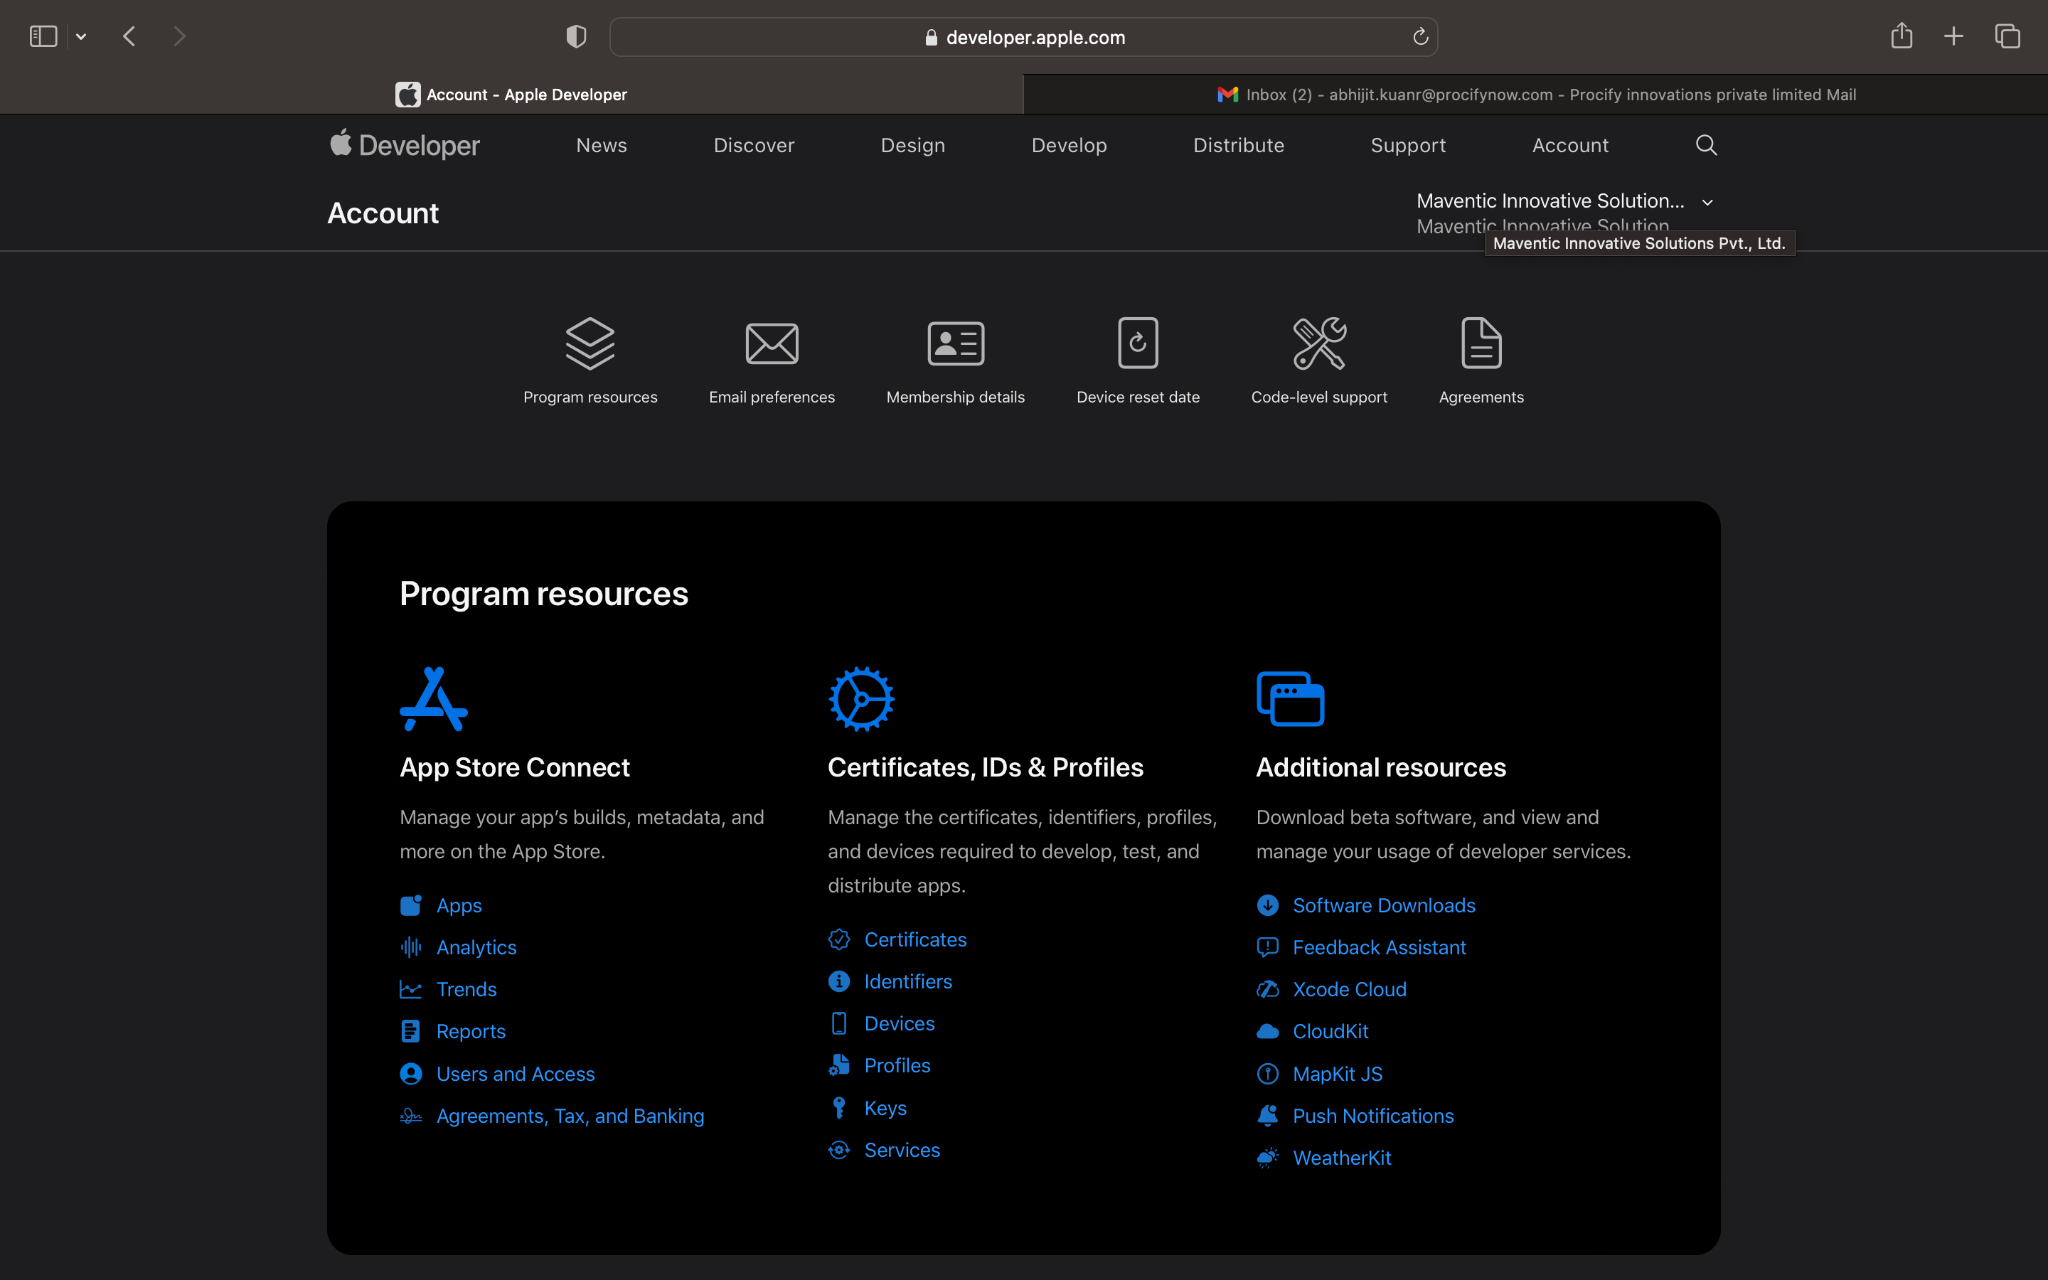 developer.apple.com
Account - Apple Developer
Inbox (2) - abhijit.kuanr@procifynow.com - Procify innovations private limited Mail
Developer
News
Discover
Design
Develop
Distribute
Support
Account
Account
Maventic Innovative Solution...
Maventic Innovative Solution
Maventic Innovative Solutions Pvt., Ltd.
Program resources
Email preferences
Membership details
Device reset date
Code-level support
Agreements
Program resources
App Store Connect
Manage your app's builds, metadata, and
more on the App Store.
Apps
Analytics
Trends
Reports
Users and Access
Agreements, Tax, and Banking
Certificates, IDs & Profiles
Manage the certificates, identifiers, profiles,
and devices required to develop, test, and
distribute apps.
Certificates
Identifiers
Devices
Profiles
Keys
Services
Additional resources
Download beta software, and view and
manage your usage of developer services.
Software Downloads
Feedback Assistant
Xcode Cloud
CloudKit
MapKit JS
Push Notifications
WeatherKit